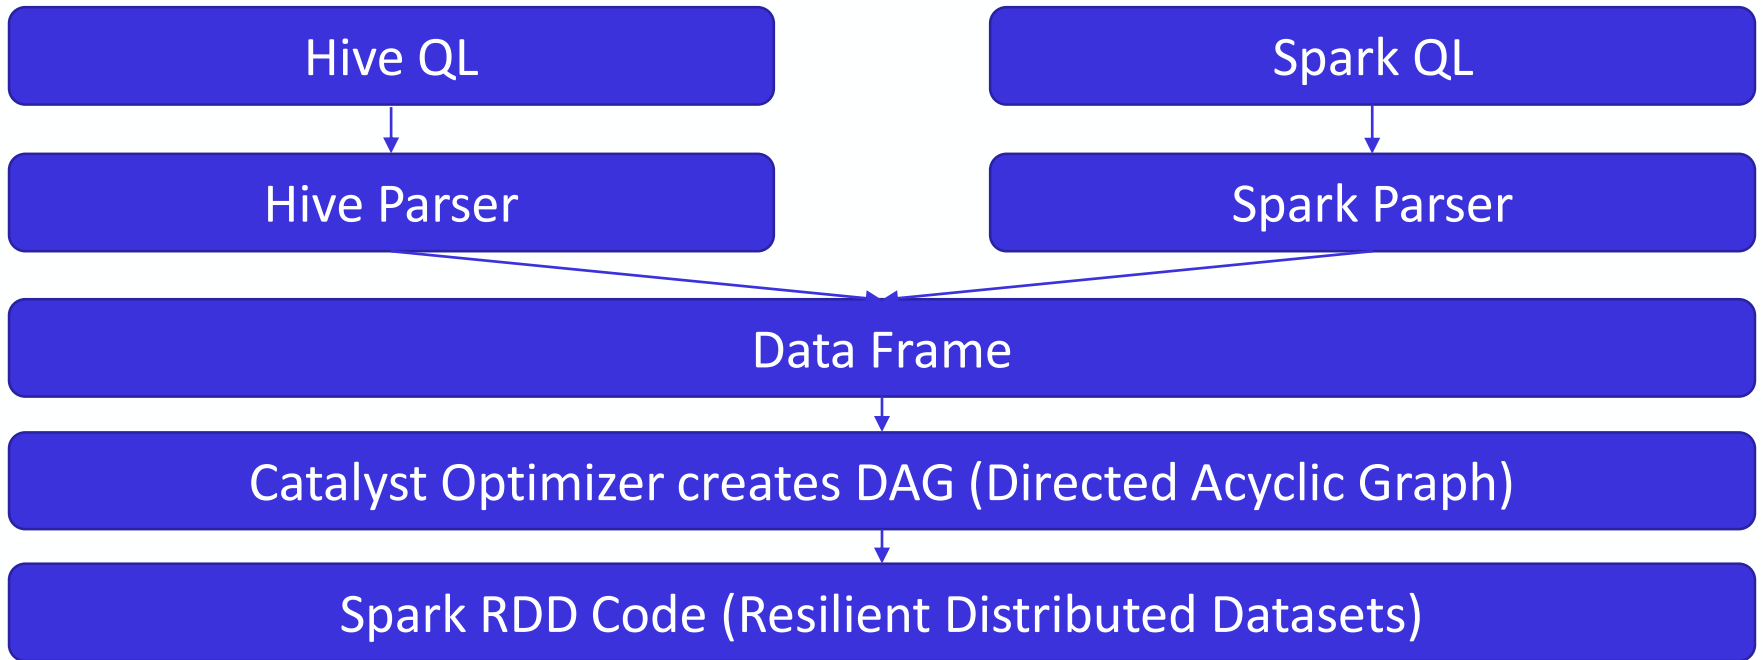 Hive QL
Spark QL
Hive Parser
Spark Parser
Data Frame
Catalyst Optimizer creates DAG (Directed Acyclic Graph)
Spark RDD Code (Resilient Distributed Datasets)